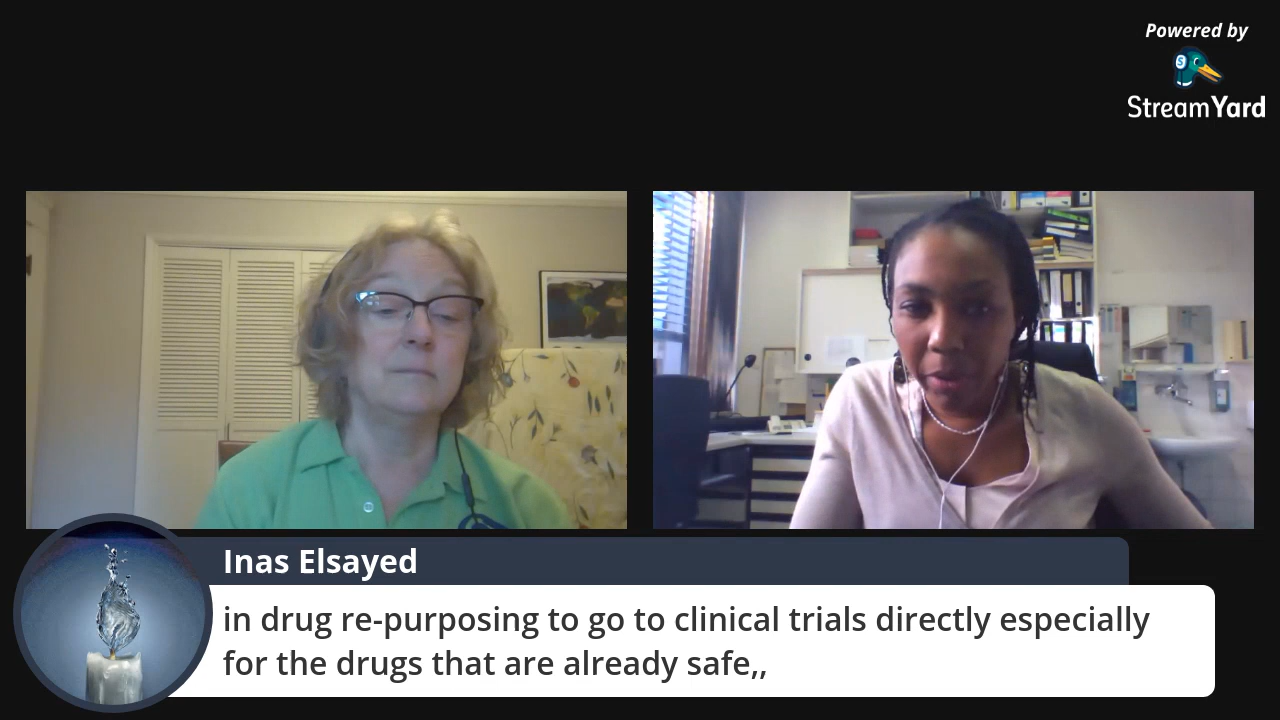 Powered by
StreamYard
Inas Elsayed
in drug re-purposing to go to clinical trials directly especially
for the drugs that are already safe,,